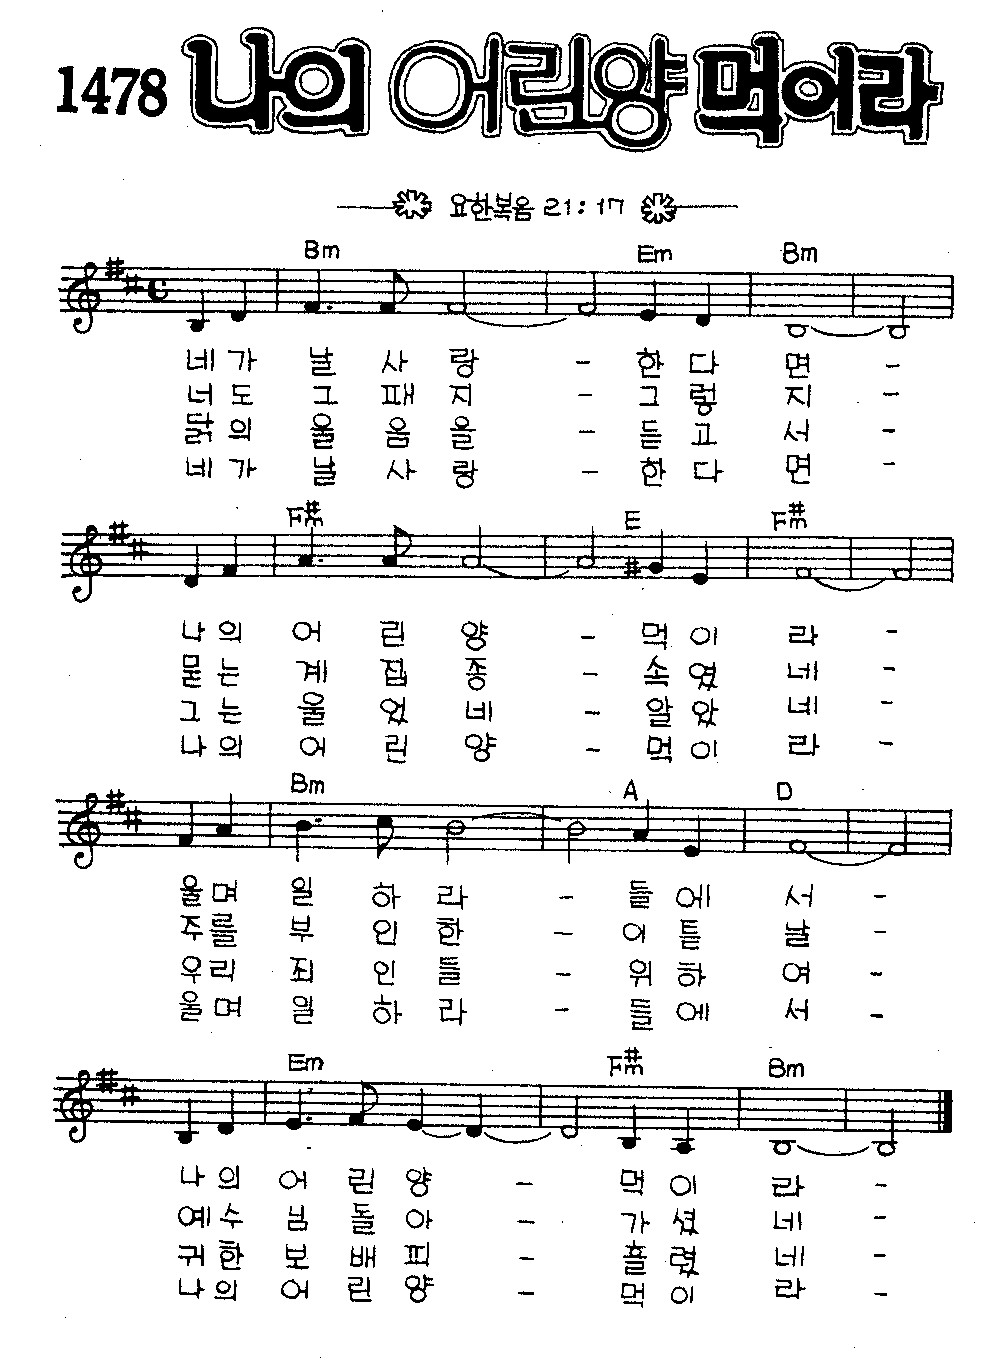 1478 나의 어린양 먹이라
요한복음 21:17
Bm Em Bm
네가 날 사 랑 - 한 다 면 -
너도 그 패 지 - 그 렇 지 -
닭의 울 음 을 - 듣 고 서 -
네가 날 사 랑 - 한 다 면 -
F#m E F#m
나의 어 린 양 - 먹 이 라 -
묻는 계 집 종 - 속 였 네 -
그는 울 었 네 - 알 았 네 -
나의 어 린 양 - 먹 이 라 -
Bm A D
울며 일 하 라 - 들 에 서 -
주를 부 인 한 - 이 튿 날 -
우리 죄 인 들 - 위 하 여 -
울며 일 하 라 - 들 에 서 -
Em F#m Bm
나의 어 린 양 - 먹 이 라 -
예수 님 돌 아 - 가 셨 네 -
귀한 보 배 피 - 흘 렸 네 -
나의 어 린 양 - 먹 이 라 -